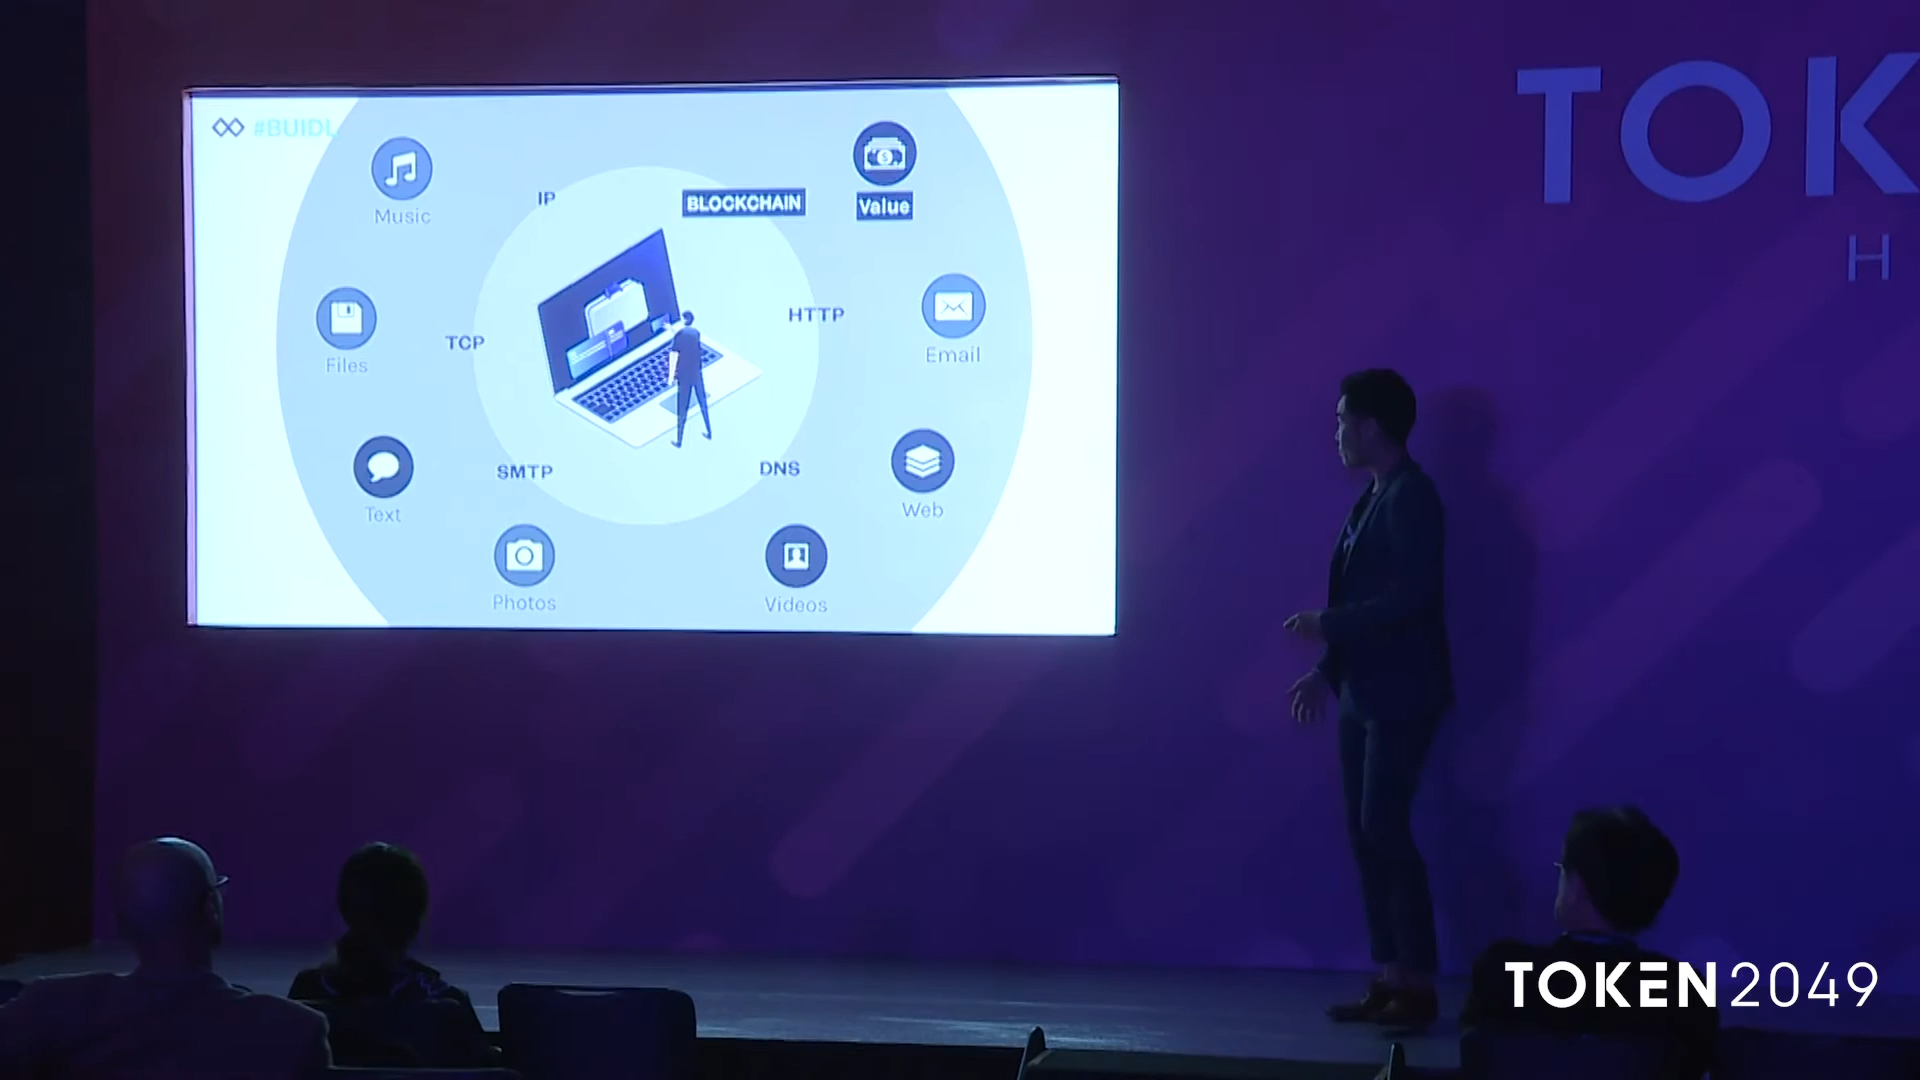 #BUIDL
Music
IP
BLOCKCHAIN
Value
Files
TCP
HTTP
Email
Text
SMTP
DNS
Web
Photos
Videos
TOK
H
TOKEN2049